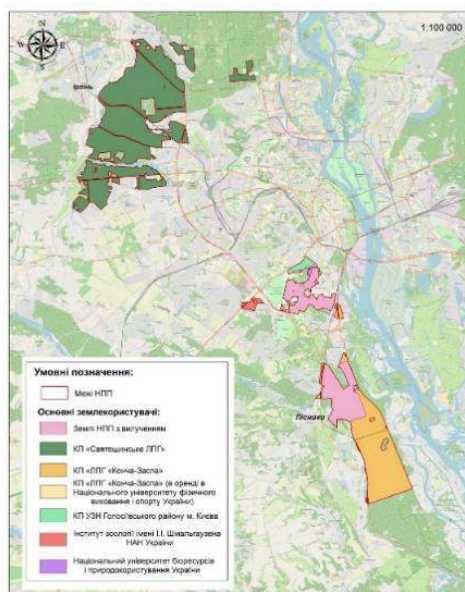 N
W E
S
1:100 000
Ірпінь
Лісники
Умовні позначення:
Межі НПП
Основні землекористувачі:
Землі НПП з вилученням
КП «Святошинське ЛПГ»
КП «ЛПГ «Конча-Заспа»
КП «ЛПГ «Конча-Заспа» (в оренді в
Національного університету фізичного
виховання і спорту України)
КП УЗН Голосіївського району м. Києва
Інститут зоології імені І.І. Шмальгаузена
НАН України
Національний університет біоресурсів
і природокористування України